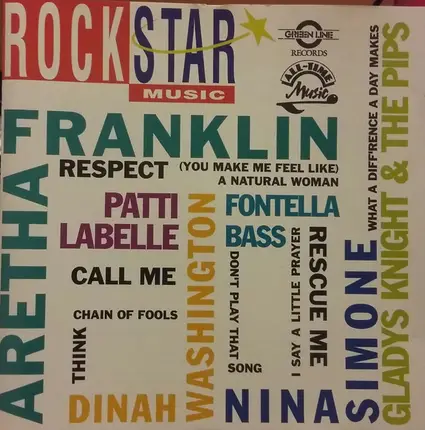 ROCK STAR
MUSIC
GREEN LINE
RECORDS
ALL-TIME
Music
ARETHA
FRANKLIN
RESPECT
(YOU MAKE ME FEEL LIKE)
A NATURAL WOMAN
PATTI
LABELLE
CALL ME
CHAIN OF FOOLS
THINK
DINAH
WASHINGTON
FONTELLA
BASS
DON'T PLAY THAT
SONG
I SAY A LITTLE PRAYER
RESCUE ME
NINA
SIMONE
WHAT A DIFF'RENCE A DAY MAKES
GLADYS KNIGHT & THE PIPS